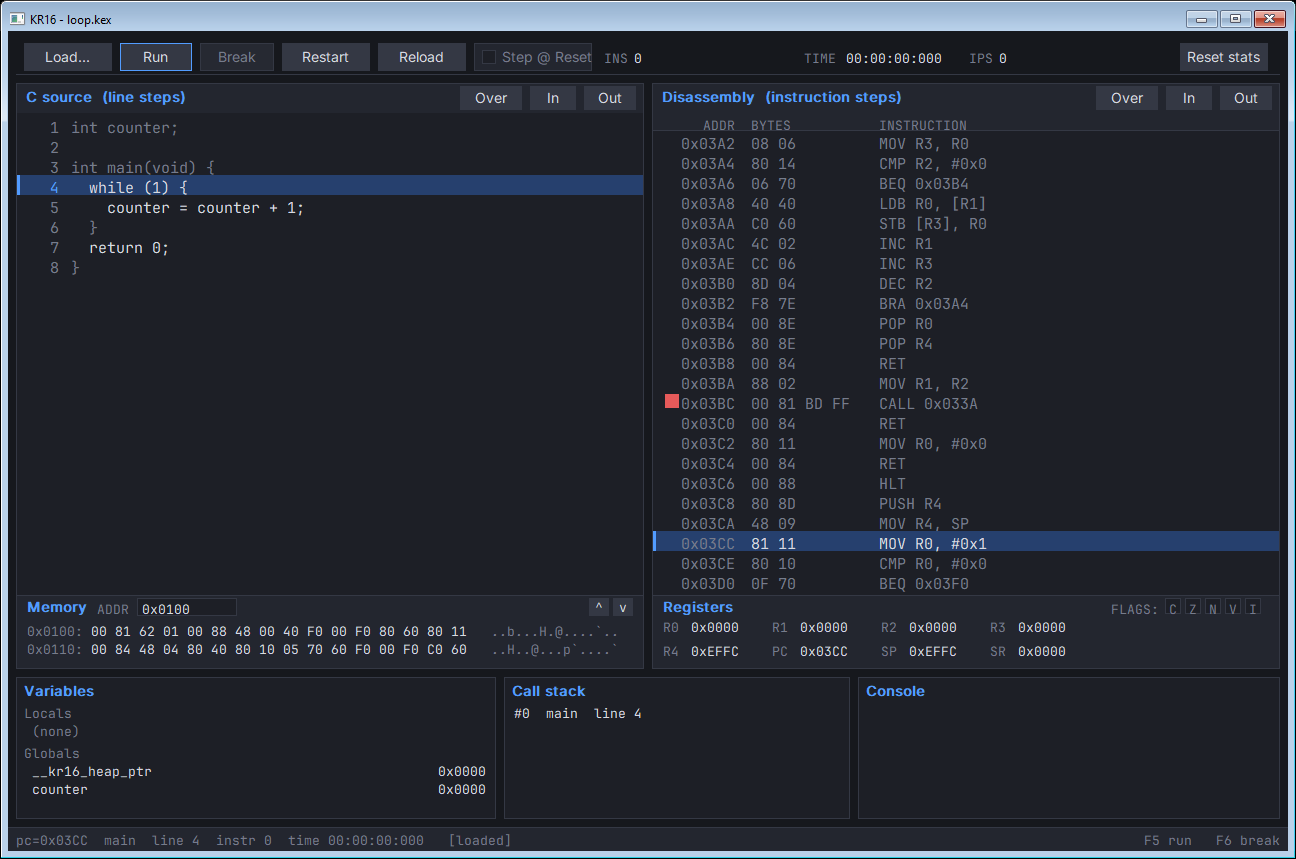 KR16 - loop.kex
Load... Run Break Restart Reload Step @ Reset INS 0 TIME 00:00:00:000 IPS 0 Reset stats
C source (line steps) Over In Out
1 int counter;
2
3 int main(void) {
4 while (1) {
5 counter = counter + 1;
6 }
7 return 0;
8 }
Disassembly (instruction steps) Over In Out
ADDR BYTES INSTRUCTION
0x03A2 08 06 MOV R3, R0
0x03A4 80 14 CMP R2, #0x0
0x03A6 06 70 BEQ 0x03B4
0x03A8 40 40 LDB R0, [R1]
0x03AA C0 60 STB [R3], R0
0x03AC 4C 02 INC R1
0x03AE CC 06 INC R3
0x03B0 8D 04 DEC R2
0x03B2 F8 7E BRA 0x03A4
0x03B4 00 8E POP R0
0x03B6 80 8E POP R4
0x03B8 00 84 RET
0x03BA 88 02 MOV R1, R2
0x03BC 00 81 BD FF CALL 0x033A
0x03C0 00 84 RET
0x03C2 80 11 MOV R0, #0x0
0x03C4 00 84 RET
0x03C6 00 88 HLT
0x03C8 80 8D PUSH R4
0x03CA 48 09 MOV R4, SP
0x03CC 81 11 MOV R0, #0x1
0x03CE 80 10 CMP R0, #0x0
0x03D0 0F 70 BEQ 0x03F0
Memory ADDR 0x0100 ^ v
0x0100: 00 81 62 01 00 88 48 00 40 F0 00 F0 80 60 80 11 ..b...H.@....`..
0x0110: 00 84 48 04 80 40 80 10 05 70 60 F0 00 F0 C0 60 ..H..@...p`....`
Registers FLAGS: C Z N V I
R0 0x0000 R1 0x0000 R2 0x0000 R3 0x0000
R4 0xEFFC PC 0x03CC SP 0xEFFC SR 0x0000
Variables
Locals
(none)
Globals
__kr16_heap_ptr 0x0000
counter 0x0000
Call stack
#0 main line 4
Console
pc=0x03CC main line 4 instr 0 time 00:00:00:000 [loaded] F5 run F6 break